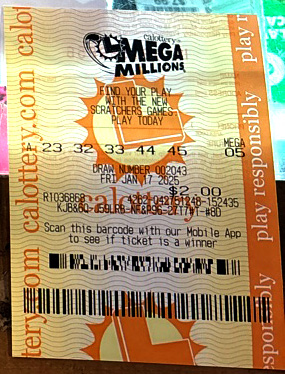 calottery
MEGA
MILLIONS
FIND YOUR PLAY
WITH THE NEW
SCRATCHERS GAMES
PLAY TODAY
MEGA
A 23 32 33 44 45 05
DRAW NUMBER 002043
FRI JAN 17 2025
$2.00
Scan this barcode with our Mobile App
to see if ticket is a winner
calottery.com
play responsibly
calottery